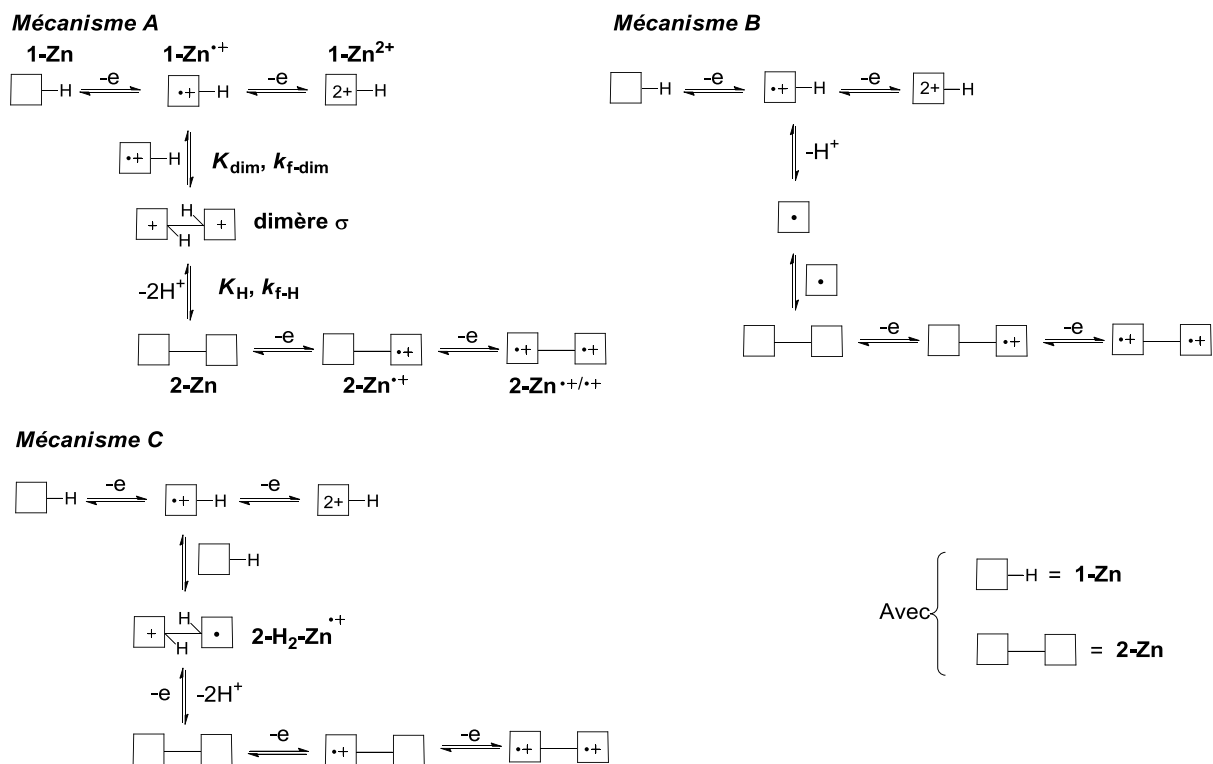 Mécanisme A
1-Zn 1-Zn•+ 1-Zn2+
H -e •+ H -e 2+ H
•+ H Kdim, kf-dim
+ H H + dimère σ
-2H+ KH, kf-H
-e •+ -e •+ •+
2-Zn 2-Zn•+ 2-Zn•+/•+
Mécanisme B
H -e •+ H -e 2+ H
-H+
•
•
-e •+ -e •+ •+
Mécanisme C
H -e •+ H -e 2+ H
H
+ H H • 2-H2-Zn•+
-e -2H+
-e •+ -e •+ •+
Avec
H = 1-Zn
= 2-Zn